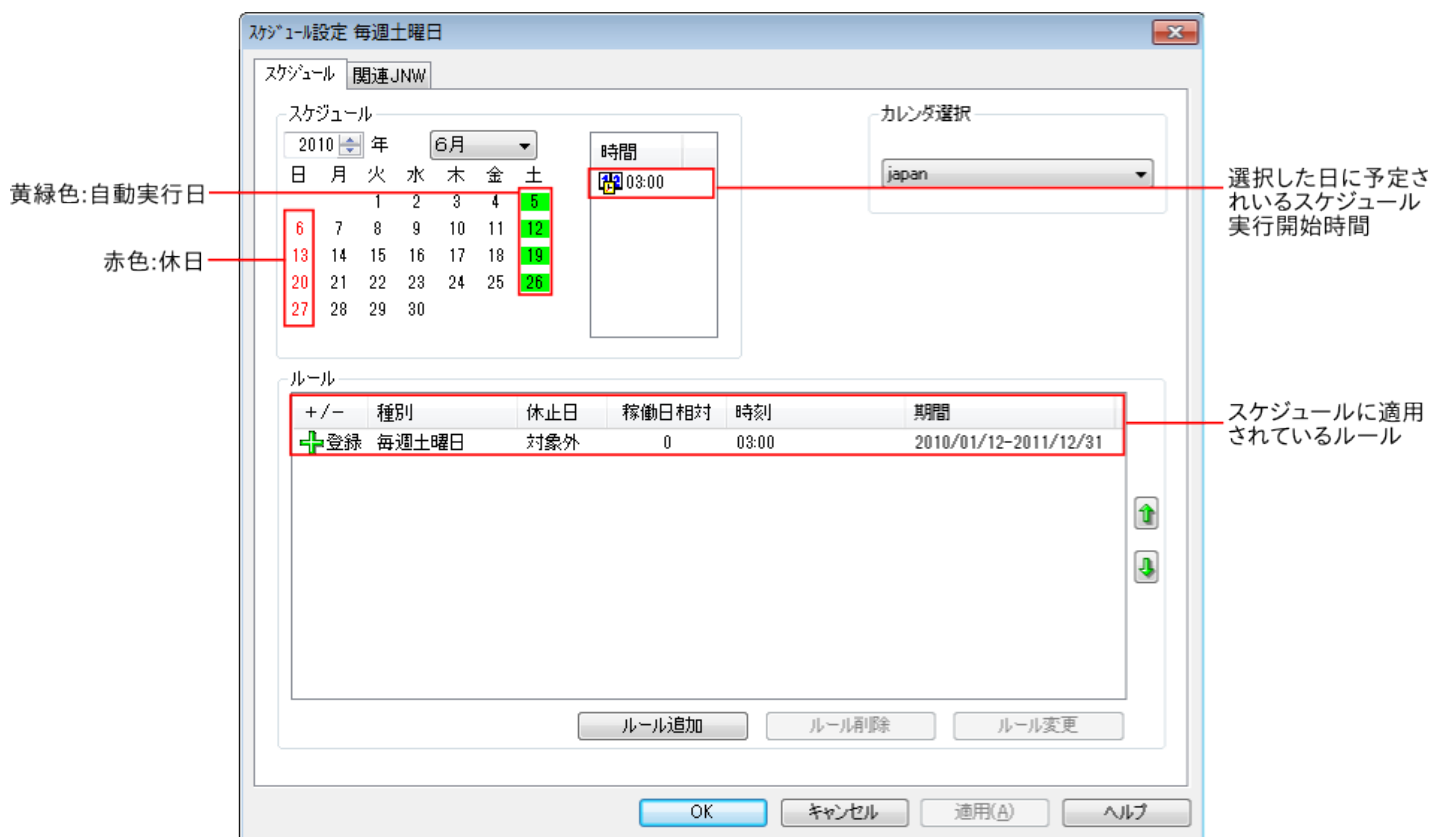 スケジュール設定 毎週土曜日
スケジュール 関連JNW
スケジュール
2010 年 6月
日 月 火 水 木 金 土
1 2 3 4 5
6 7 8 9 10 11 12
13 14 15 16 17 18 19
20 21 22 23 24 25 26
27 28 29 30
時間
03:00
カレンダ選択
japan
黄緑色:自動実行日
赤色:休日
選択した日に予定さ
れいるスケジュール
実行開始時間
ルール
+/- 種別 休止日 稼働日相対 時刻 期間
登録 毎週土曜日 対象外 0 03:00 2010/01/12-2011/12/31
スケジュールに適用
されているルール
ルール追加 ルール削除 ルール変更
OK キャンセル 適用(A) ヘルプ